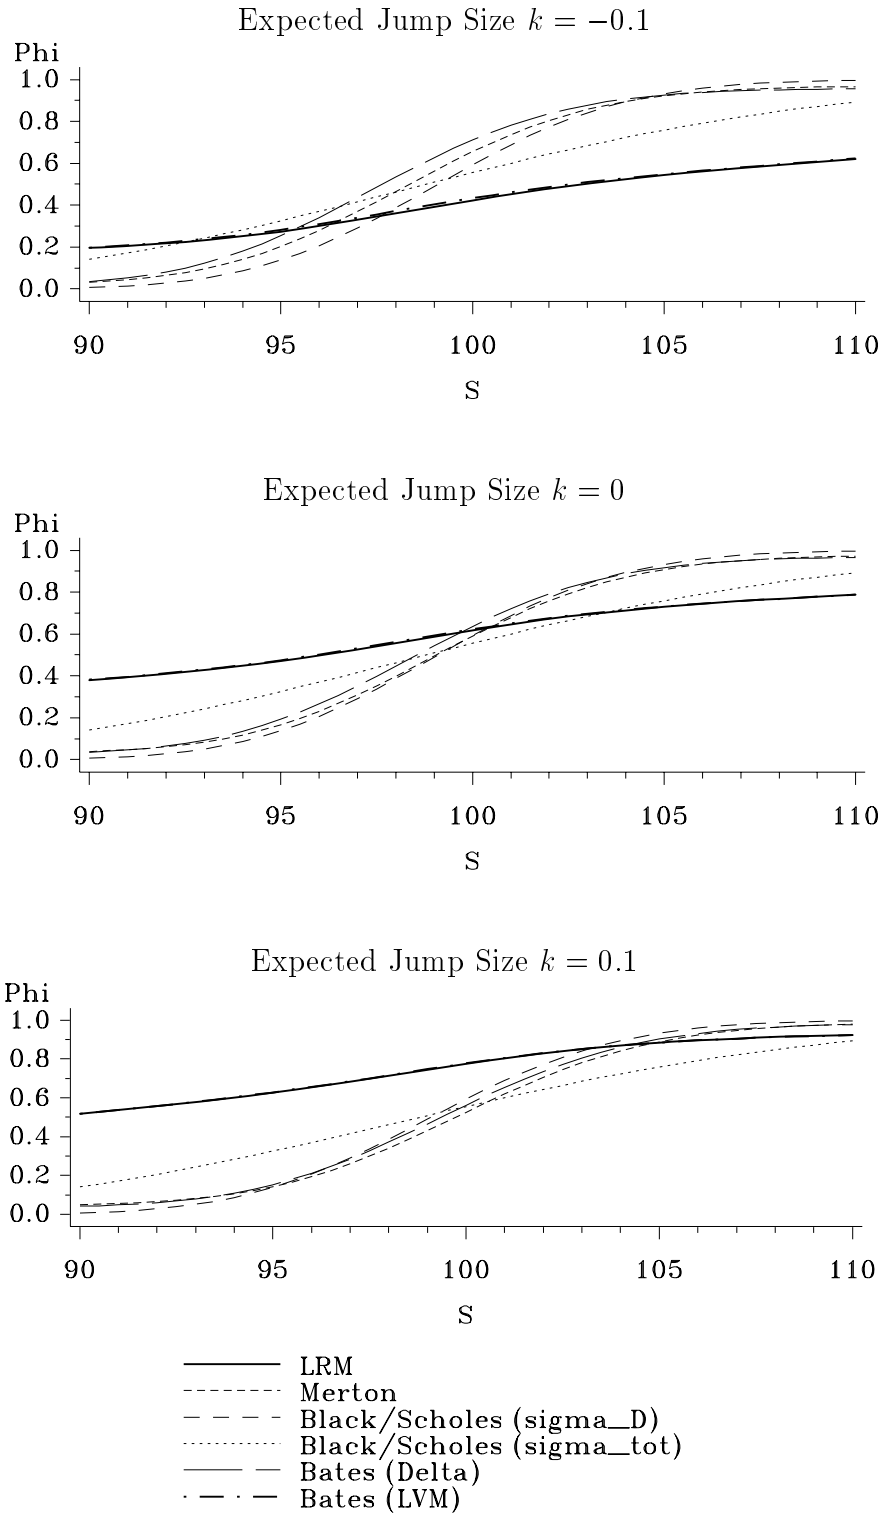 Expected Jump Size k = −0.1
Phi
1.0
0.8
0.6
0.4
0.2
0.0
90 95 100 105 110
S
Expected Jump Size k = 0
Phi
1.0
0.8
0.6
0.4
0.2
0.0
90 95 100 105 110
S
Expected Jump Size k = 0.1
Phi
1.0
0.8
0.6
0.4
0.2
0.0
90 95 100 105 110
S
LRM
Merton
Black/Scholes (sigma_D)
Black/Scholes (sigma_tot)
Bates (Delta)
Bates (LVM)